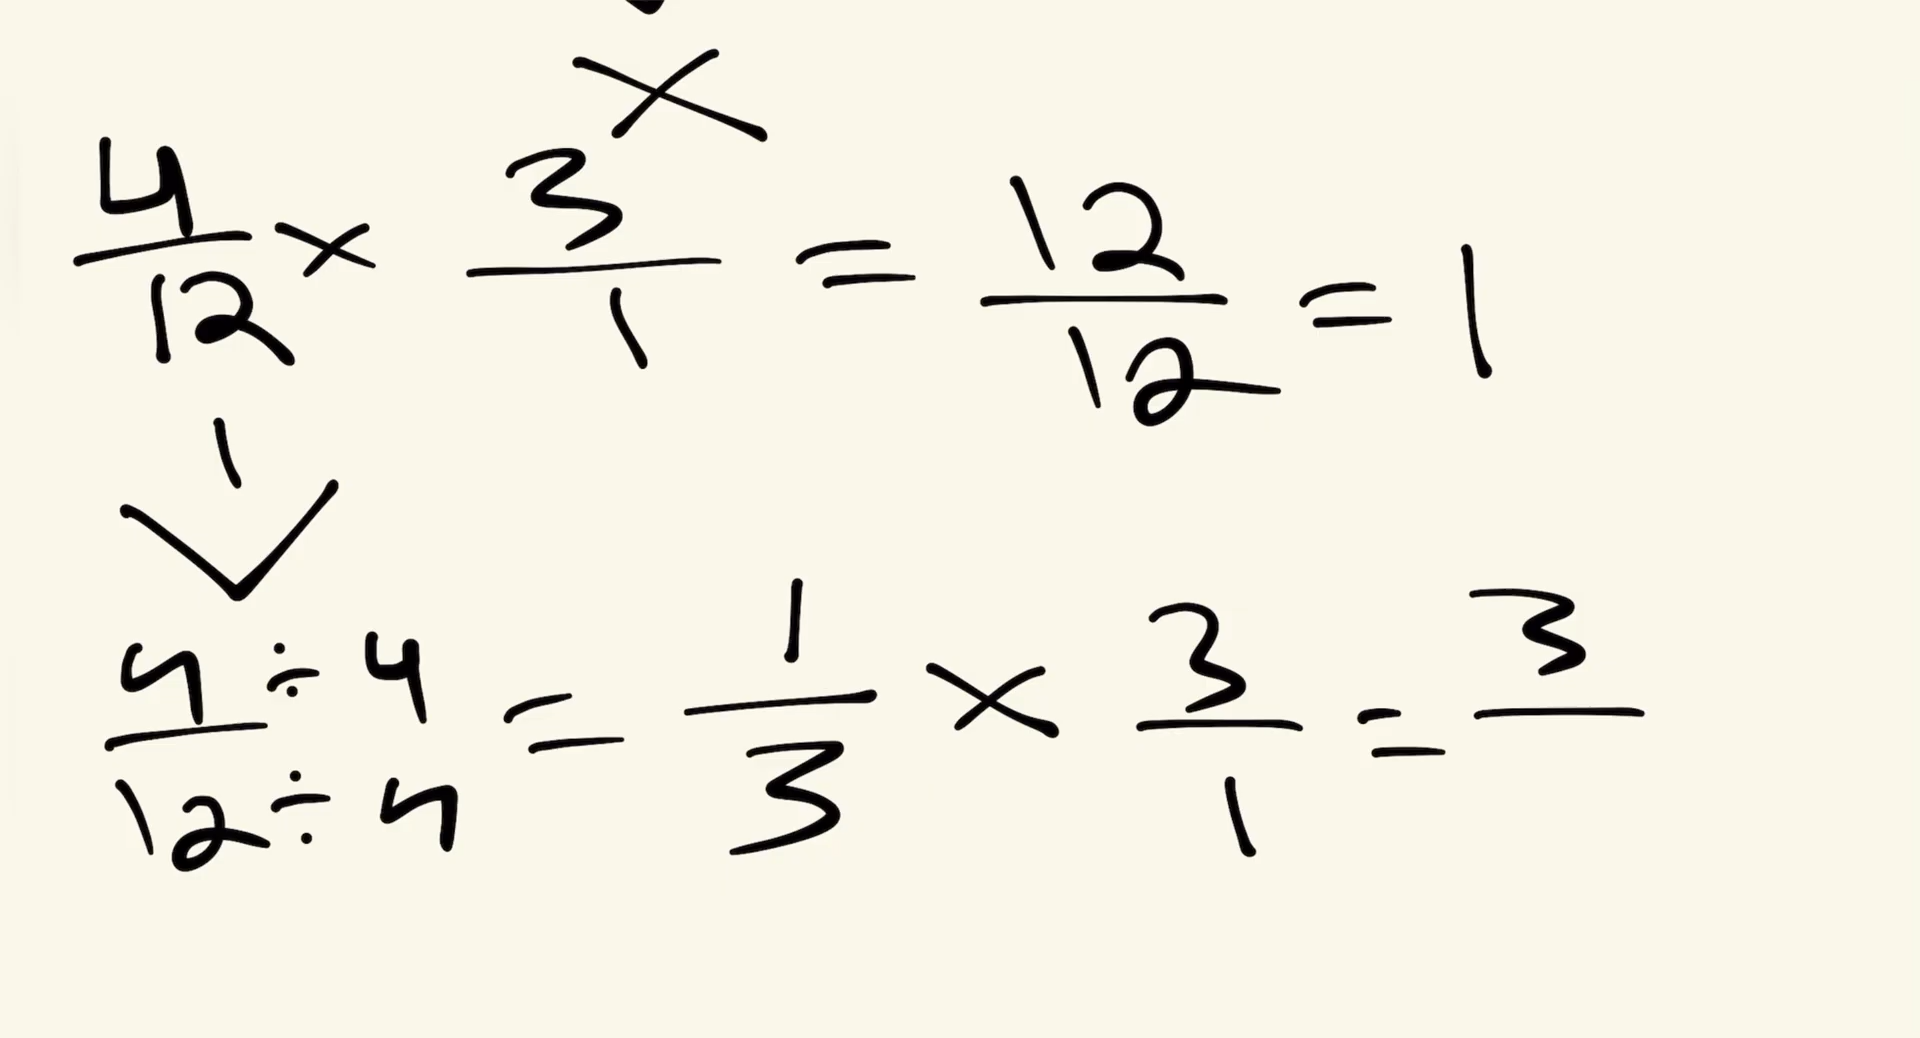 ×
4/12 × 3/1 = 12/12 = 1
4÷4/12÷4 = 1/3 × 3/1 = 3/